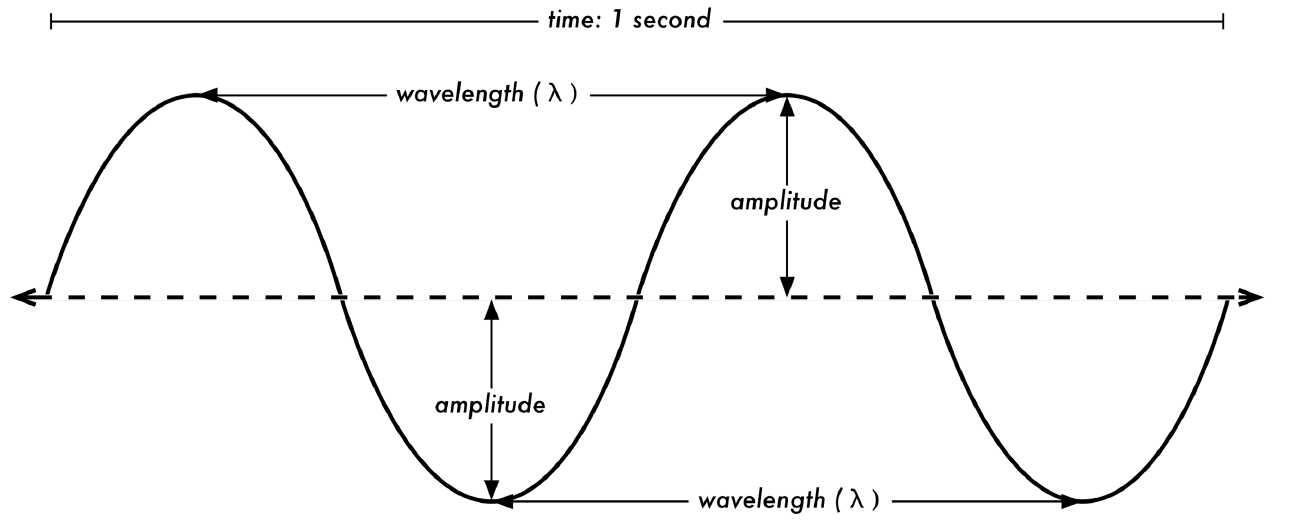 time: 1 second
wavelength ( λ )
amplitude
amplitude
wavelength ( λ )